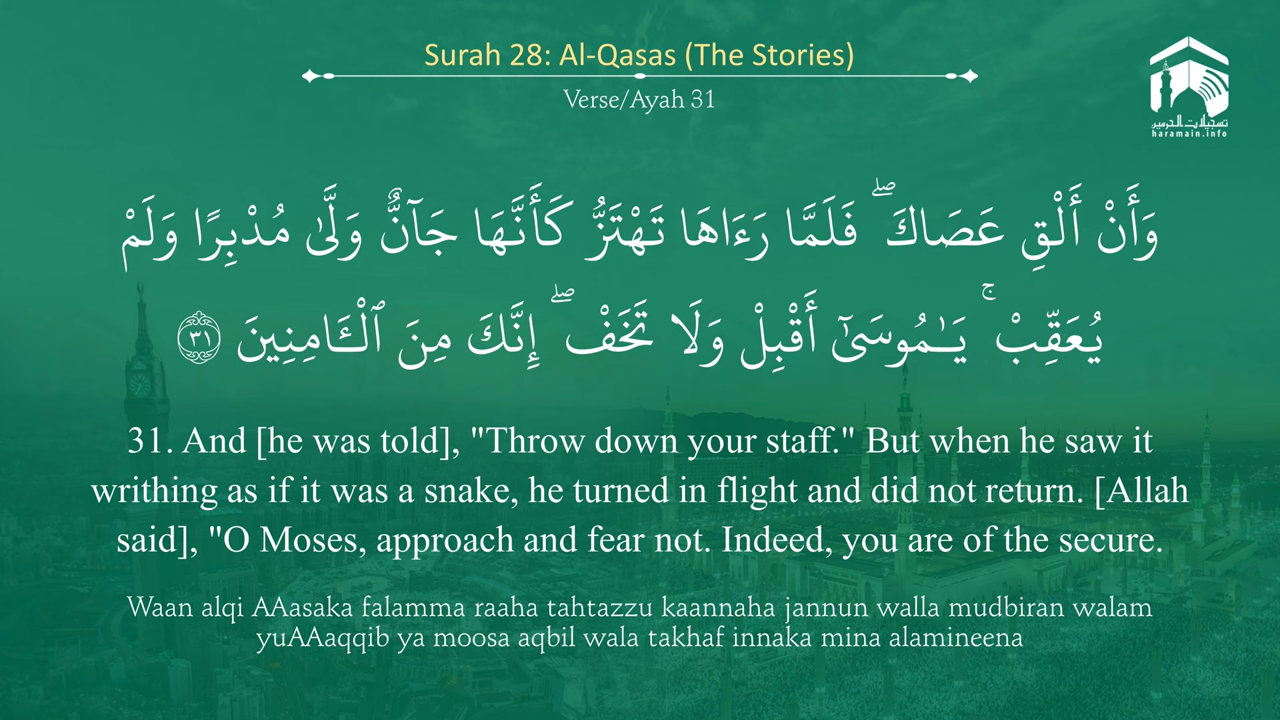 Surah 28: Al-Qasas (The Stories)
Verse/Ayah 31
تسجيلات الحرمين
haramain.info
وَأَنْ أَلْقِ عَصَاكَ ۖ فَلَمَّا رَءَاهَا تَهْتَزُّ كَأَنَّهَا جَآنٌّ وَلَّىٰ مُدْبِرًا وَلَمْ
يُعَقِّبْ ۚ يَـٰمُوسَىٰٓ أَقْبِلْ وَلَا تَخَفْ ۖ إِنَّكَ مِنَ ٱلْـَٔامِنِينَ ٣١
31. And [he was told], "Throw down your staff." But when he saw it
writhing as if it was a snake, he turned in flight and did not return. [Allah
said], "O Moses, approach and fear not. Indeed, you are of the secure.
Waan alqi AAasaka falamma raaha tahtazzu kaannaha jannun walla mudbiran walam
yuAAaqqib ya moosa aqbil wala takhaf innaka mina alamineena